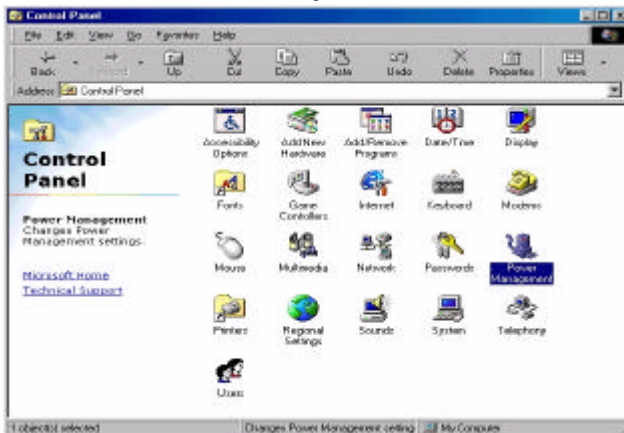 Control Panel
File Edit View Go Favorites Help
Back Forward Up Cut Copy Paste Undo Delete Properties Views
Address Control Panel
Control
Panel
Power Management
Changes Power
Management settings.
Microsoft Home
Technical Support
Accessibility
Options
Add New
Hardware
Add/Remove
Programs
Date/Time
Display
Fonts
Game
Controllers
Internet
Keyboard
Modems
Mouse
Multimedia
Network
Passwords
Power
Management
Printers
Regional
Settings
Sounds
System
Telephony
Users
1 object(s) selected Changes Power Management setting My Computer